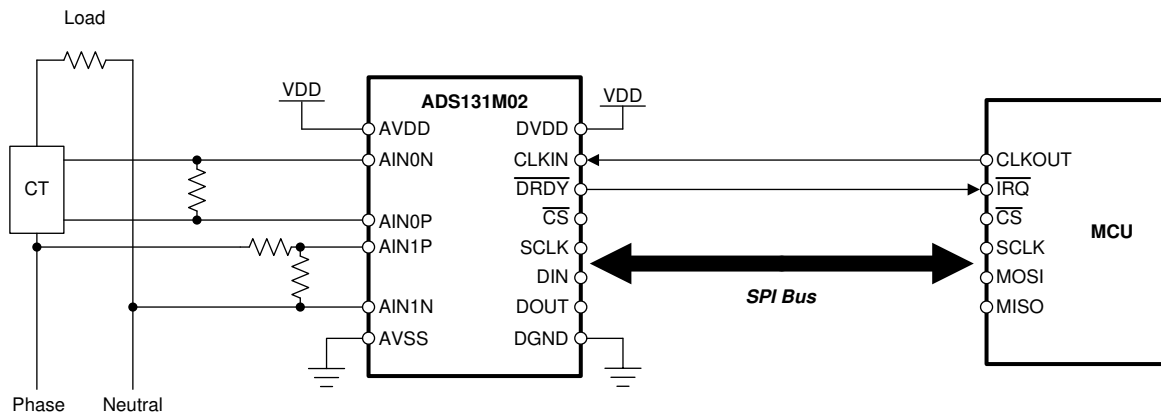 Load
VDD
ADS131M02
VDD
AVDD
DVDD
AIN0N
CLKIN
CLKOUT
CT
DRDY
IRQ
AIN0P
CS
CS
MCU
AIN1P
SCLK
SCLK
DIN
MOSI
SPI Bus
AIN1N
DOUT
MISO
AVSS
DGND
Phase
Neutral